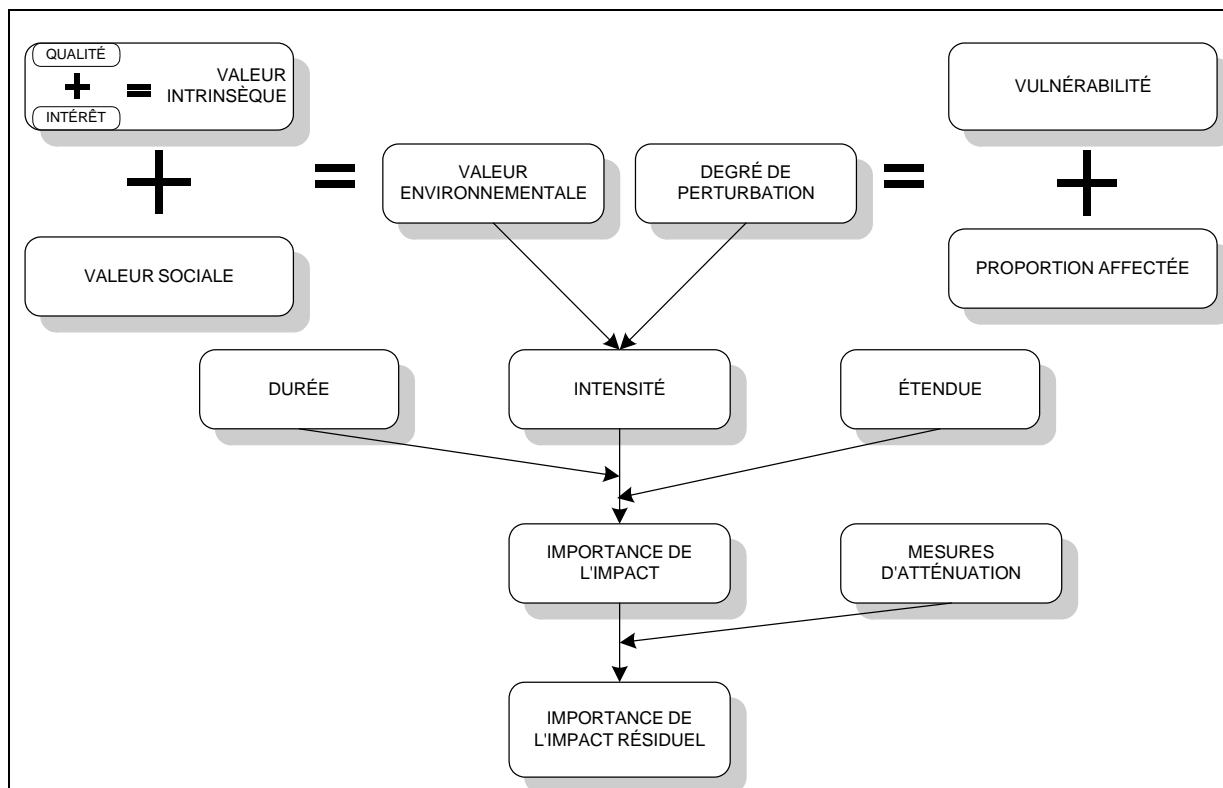 QUALITÉ
+
=
VALEUR
INTRINSÈQUE
INTÉRÊT
+
VALEUR SOCIALE
=
VALEUR
ENVIRONNEMENTALE
DEGRÉ DE
PERTURBATION
=
VULNÉRABILITÉ
+
PROPORTION AFFECTÉE
DURÉE
INTENSITÉ
ÉTENDUE
IMPORTANCE DE
L'IMPACT
MESURES
D'ATTÉNUATION
IMPORTANCE DE
L'IMPACT RÉSIDUEL